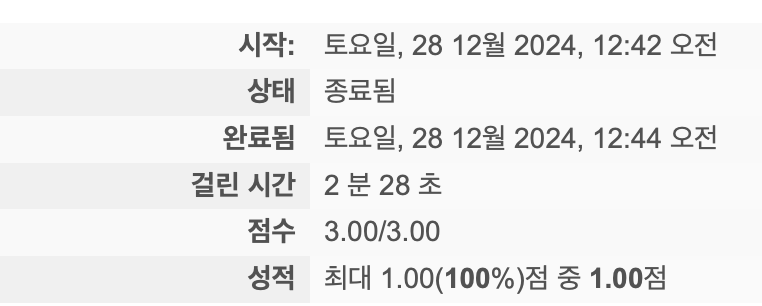 시작: 토요일, 28 12월 2024, 12:42 오전
상태 종료됨
완료됨 토요일, 28 12월 2024, 12:44 오전
걸린 시간 2 분 28 초
점수 3.00/3.00
성적 최대 1.00(100%)점 중 1.00점